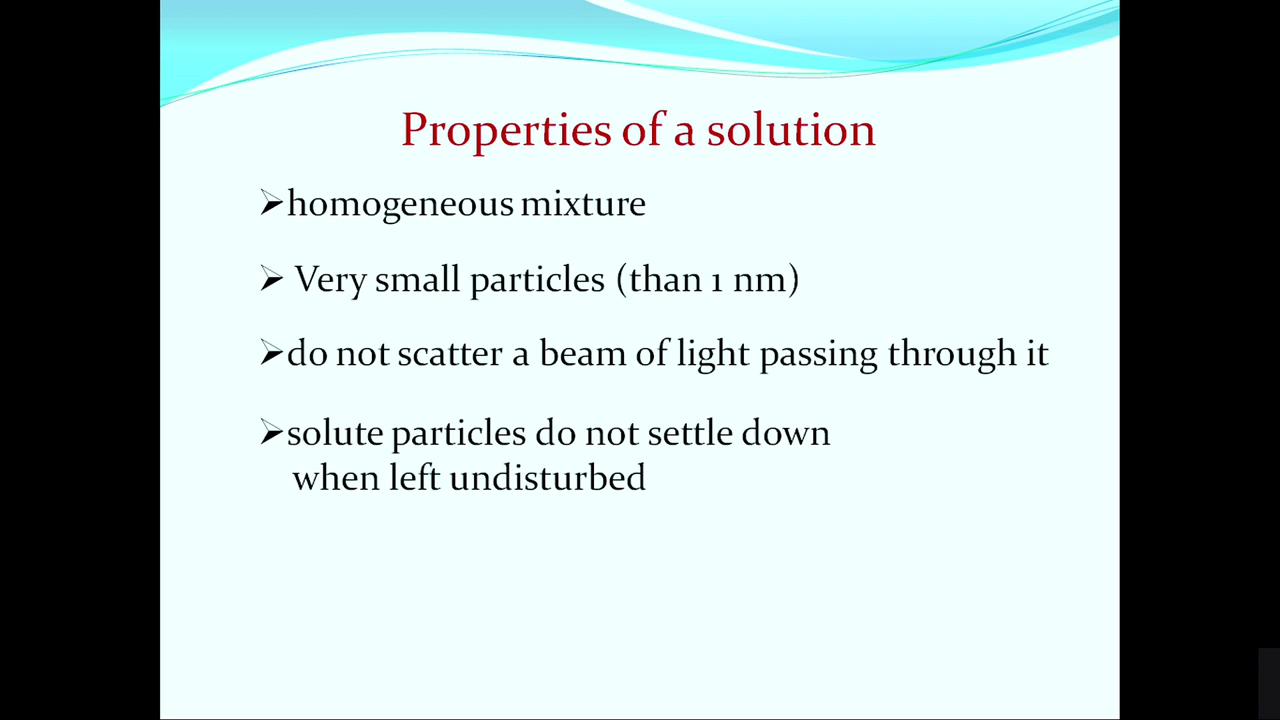 Properties of a solution
➢homogeneous mixture
➢ Very small particles (than 1 nm)
➢do not scatter a beam of light passing through it
➢solute particles do not settle down
when left undisturbed